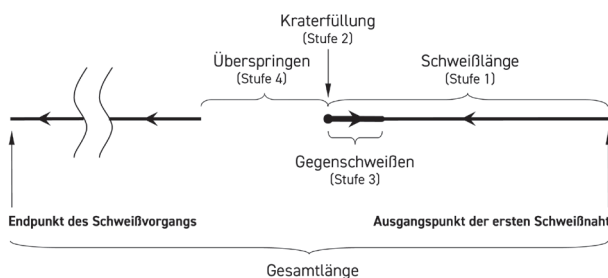 Kraterfüllung
(Stufe 2)
Überspringen
(Stufe 4)
Schweißlänge
(Stufe 1)
Gegenschweißen
(Stufe 3)
Endpunkt des Schweißvorgangs
Ausgangspunkt der ersten Schweißnaht
Gesamtlänge